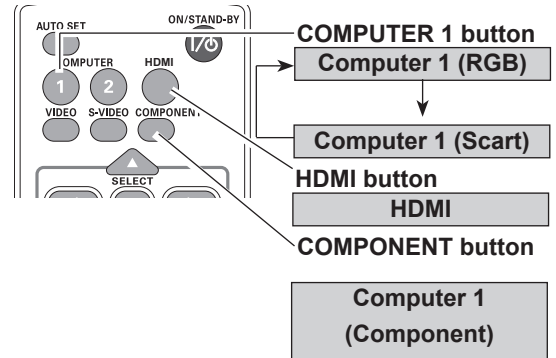 AUTO SET
ON/STAND-BY
I/
COMPUTER 1 button
OMPUTER
HDMI
Computer 1 (RGB)
1
2
VIDEO
S-VIDEO
COMPONENT
Computer 1 (Scart)
SELECT
HDMI button
HDMI
COMPONENT button
Computer 1
(Component)